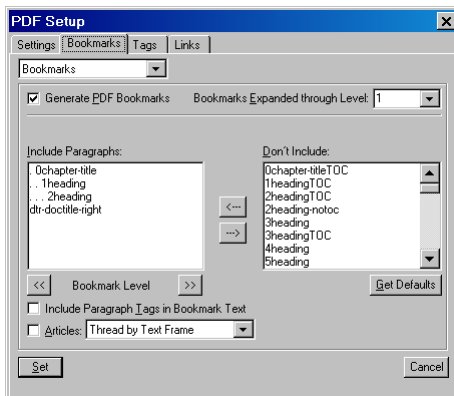 PDF Setup
Settings Bookmarks Tags Links
Bookmarks
Generate PDF Bookmarks Bookmarks Expanded through Level: 1
Include Paragraphs: Don't Include:
. 0chapter-title
. . 1heading
. . . 2heading
dtr-doctitle-right
0chapter-titleTOC
1headingTOC
2headingTOC
2heading-notoc
3heading
3headingTOC
4heading
5heading
<---
--->
<< Bookmark Level >> Get Defaults
Include Paragraph Tags in Bookmark Text
Articles: Thread by Text Frame
Set Cancel